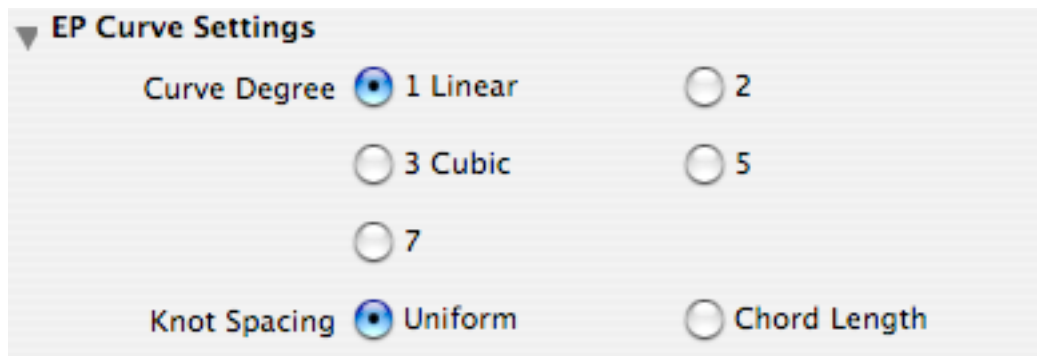 EP Curve Settings
Curve Degree 1 Linear 2
3 Cubic 5
7
Knot Spacing Uniform Chord Length